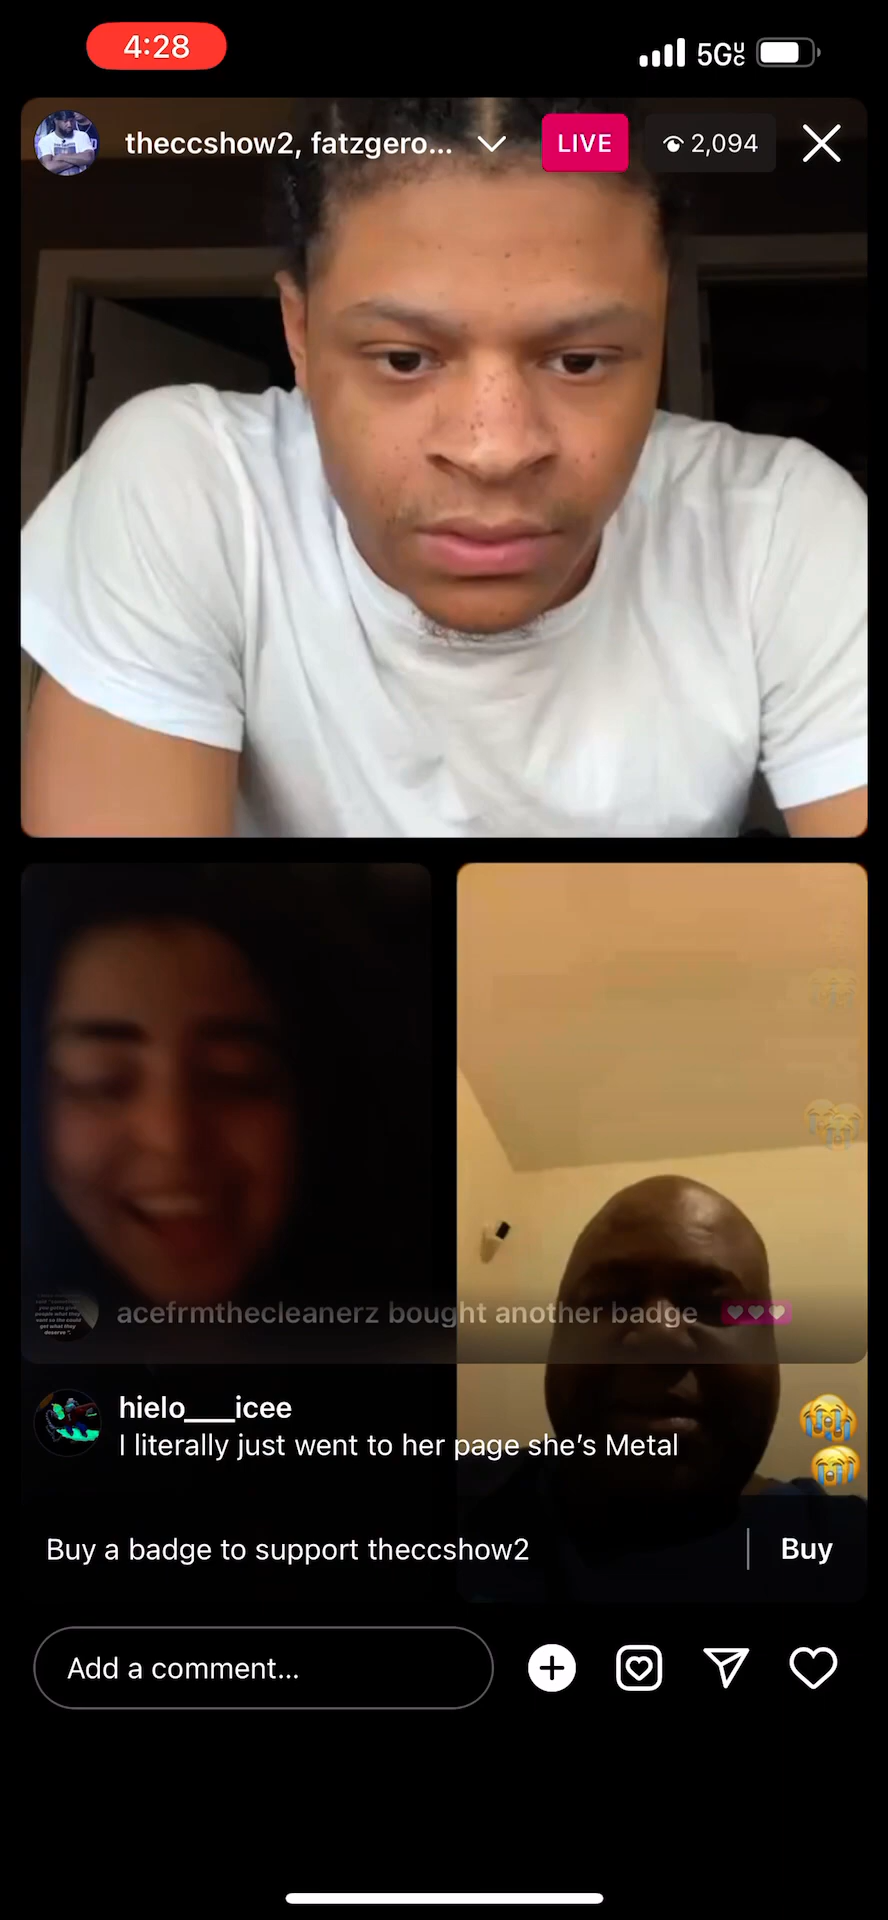 4:28
5GUC
theccshow2, fatzgero...
LIVE
2,094
acefrmthecleanerz bought another badge
hielo___icee
I literally just went to her page she’s Metal
Buy a badge to support theccshow2
Buy
Add a comment...